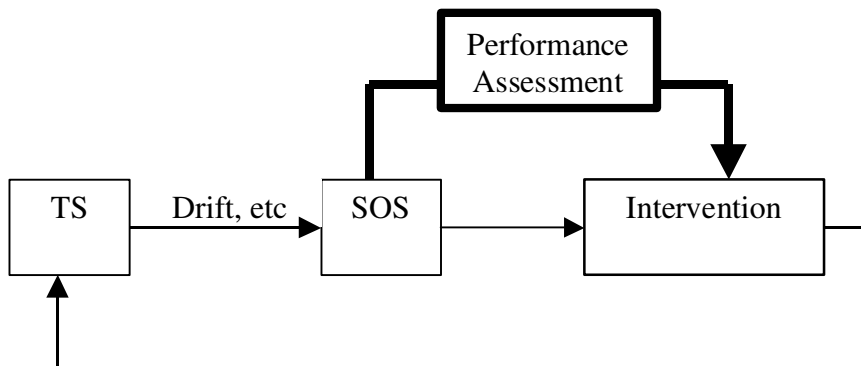 Performance
Assessment
TS
Drift, etc
SOS
Intervention